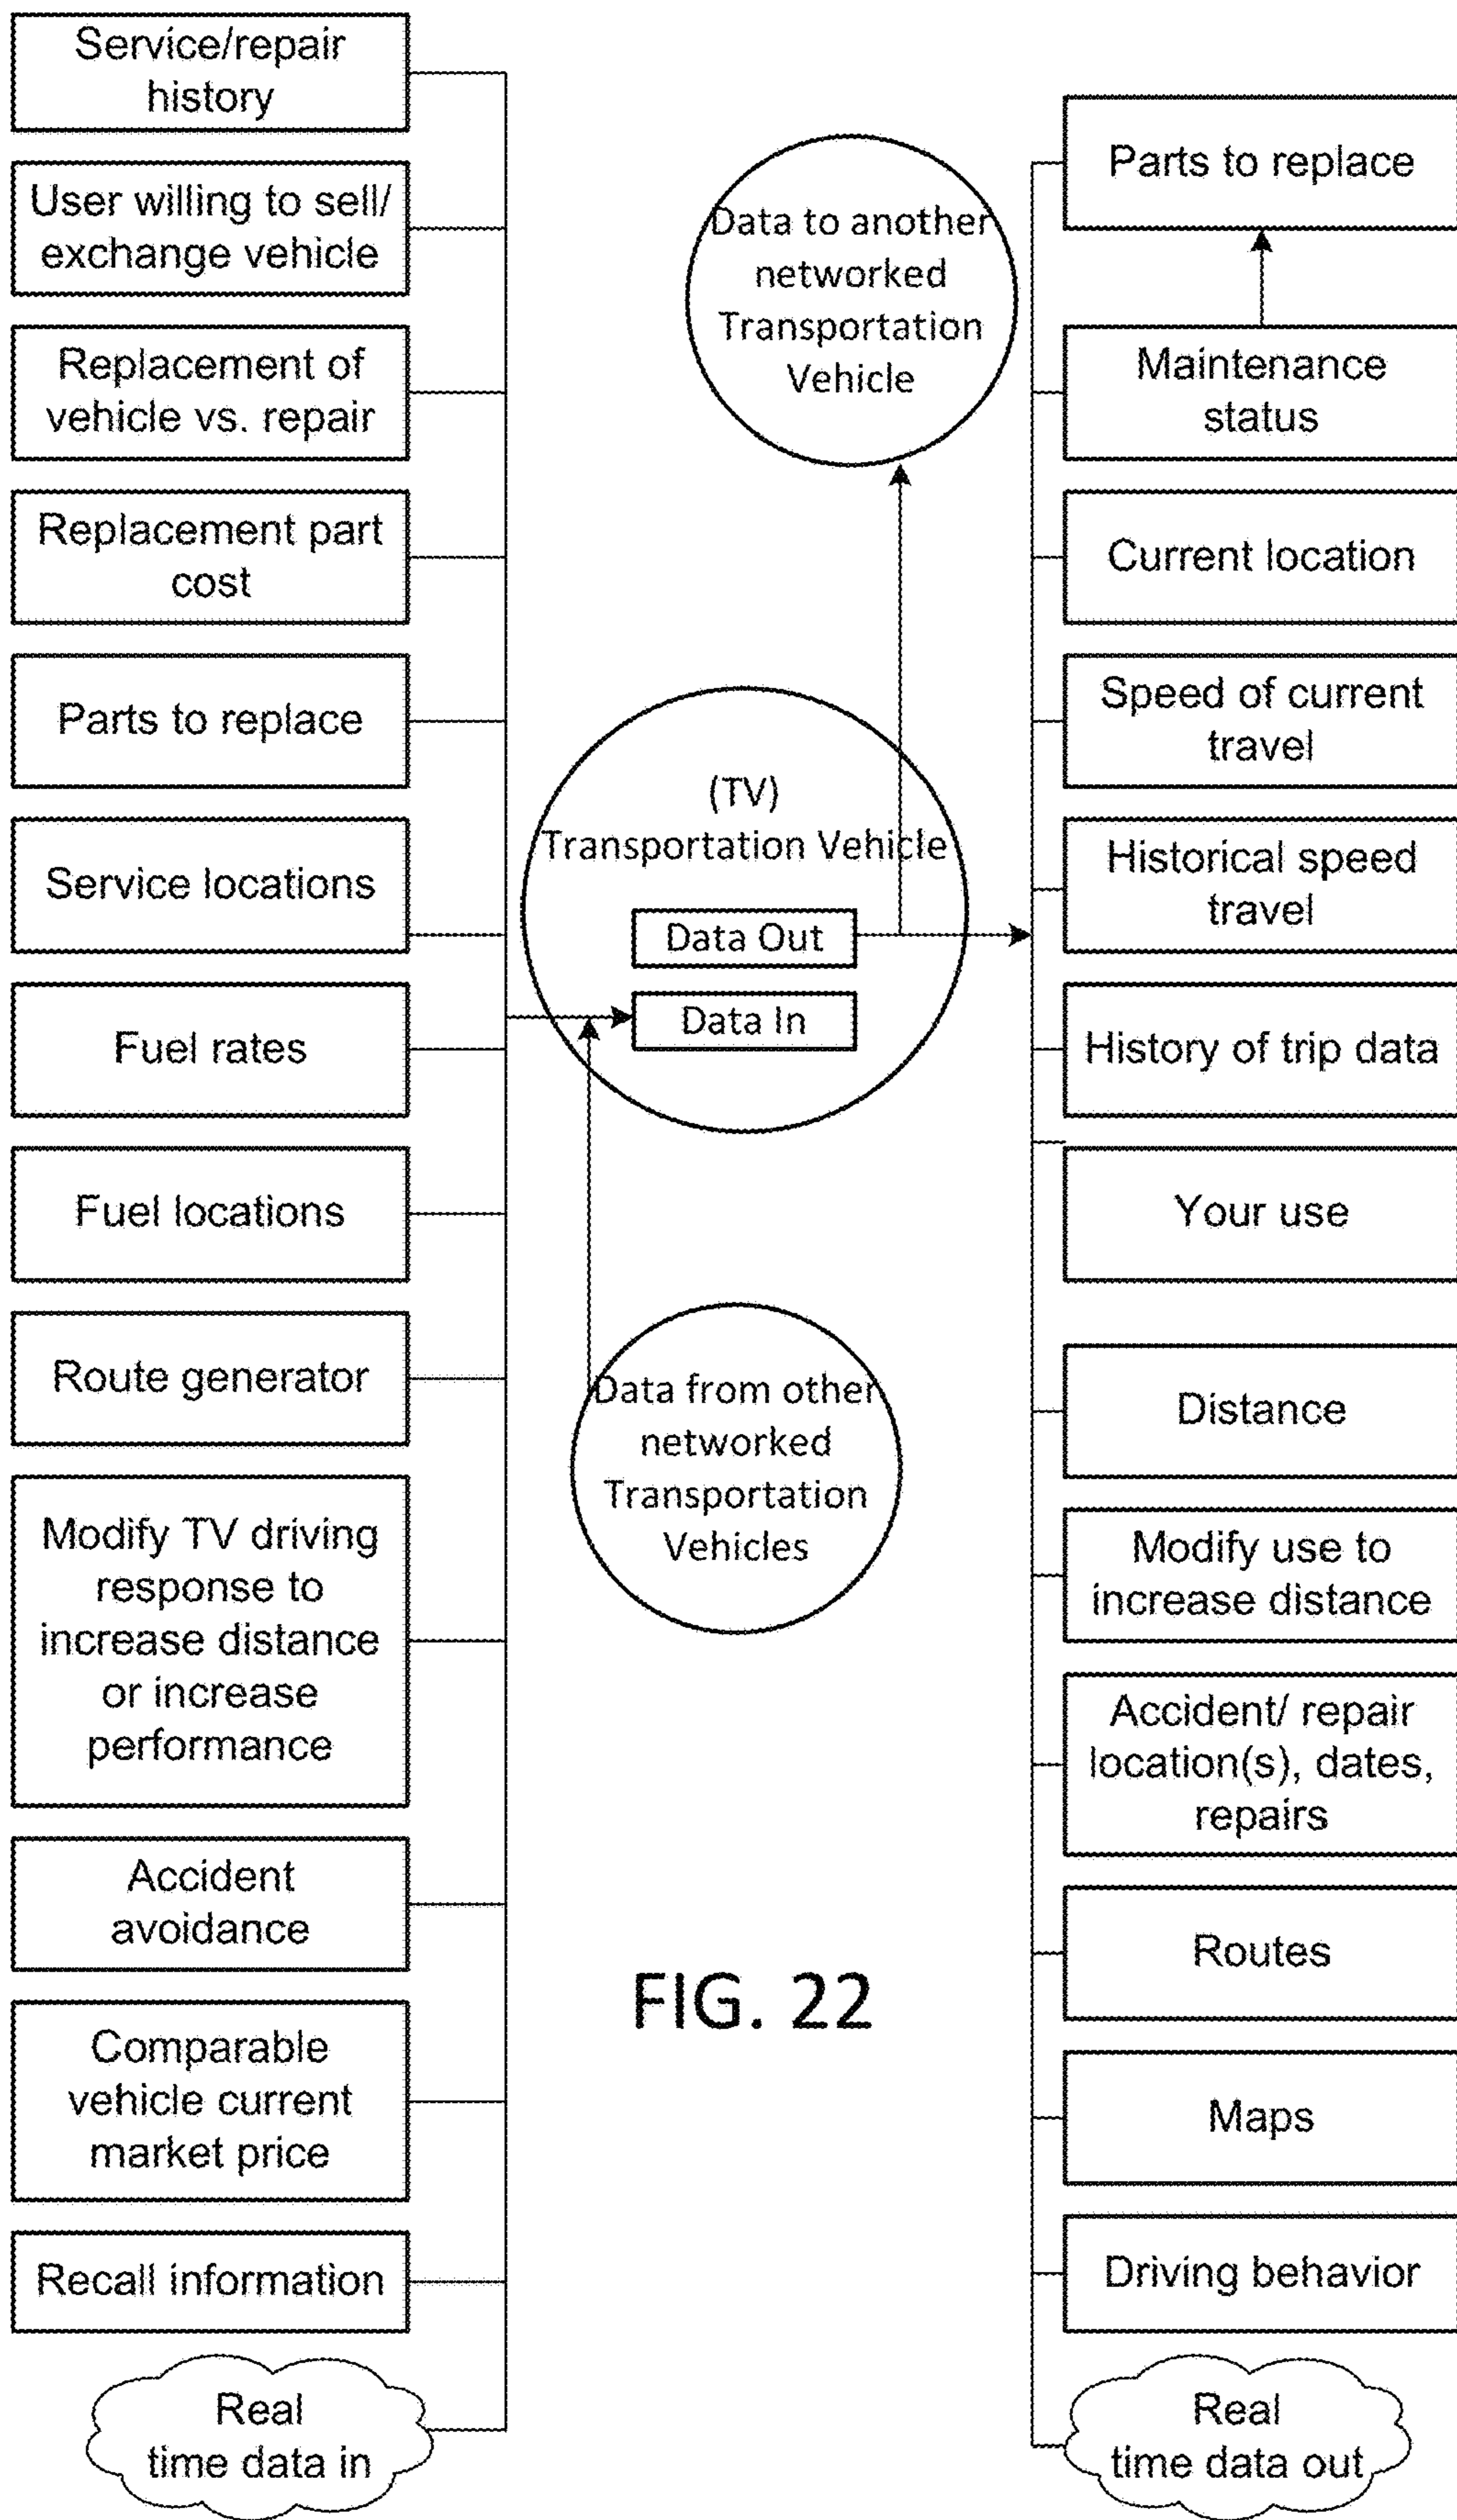 Service/repair
history
User willing to sell/
exchange vehicle
Replacement of
vehicle vs. repair
Replacement part
cost
Parts to replace
Service locations
Fuel rates
Fuel locations
Route generator
Modify TV driving
response to
increase distance
or increase
performance
Accident
avoidance
Comparable
vehicle current
market price
Recall information
Real
time data in
Data to another
networked
Transportation
Vehicle
(TV)
Transportation Vehicle
Data Out
Data In
Data from other
networked
Transportation
Vehicles
FIG. 22
Parts to replace
Maintenance
status
Current location
Speed of current
travel
Historical speed
travel
History of trip data
Your use
Distance
Modify use to
increase distance
Accident/ repair
location(s), dates,
repairs
Routes
Maps
Driving behavior
Real
time data out